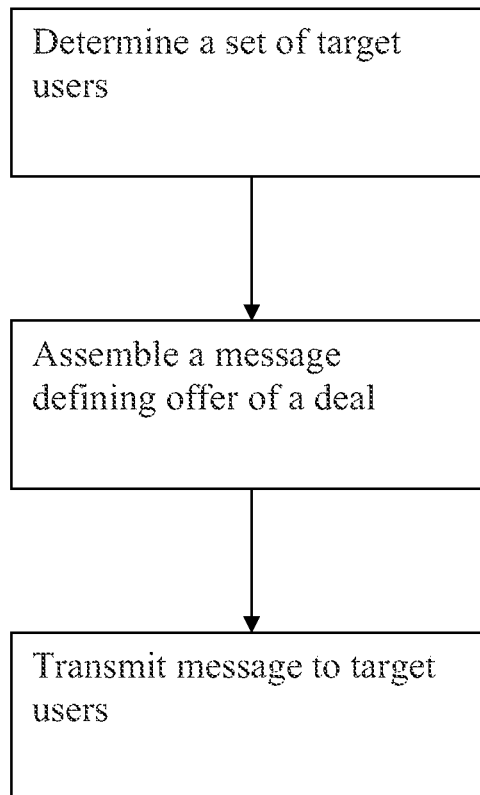 Determine a set of target
users
Assemble a message
defining offer of a deal
Transmit message to target
users